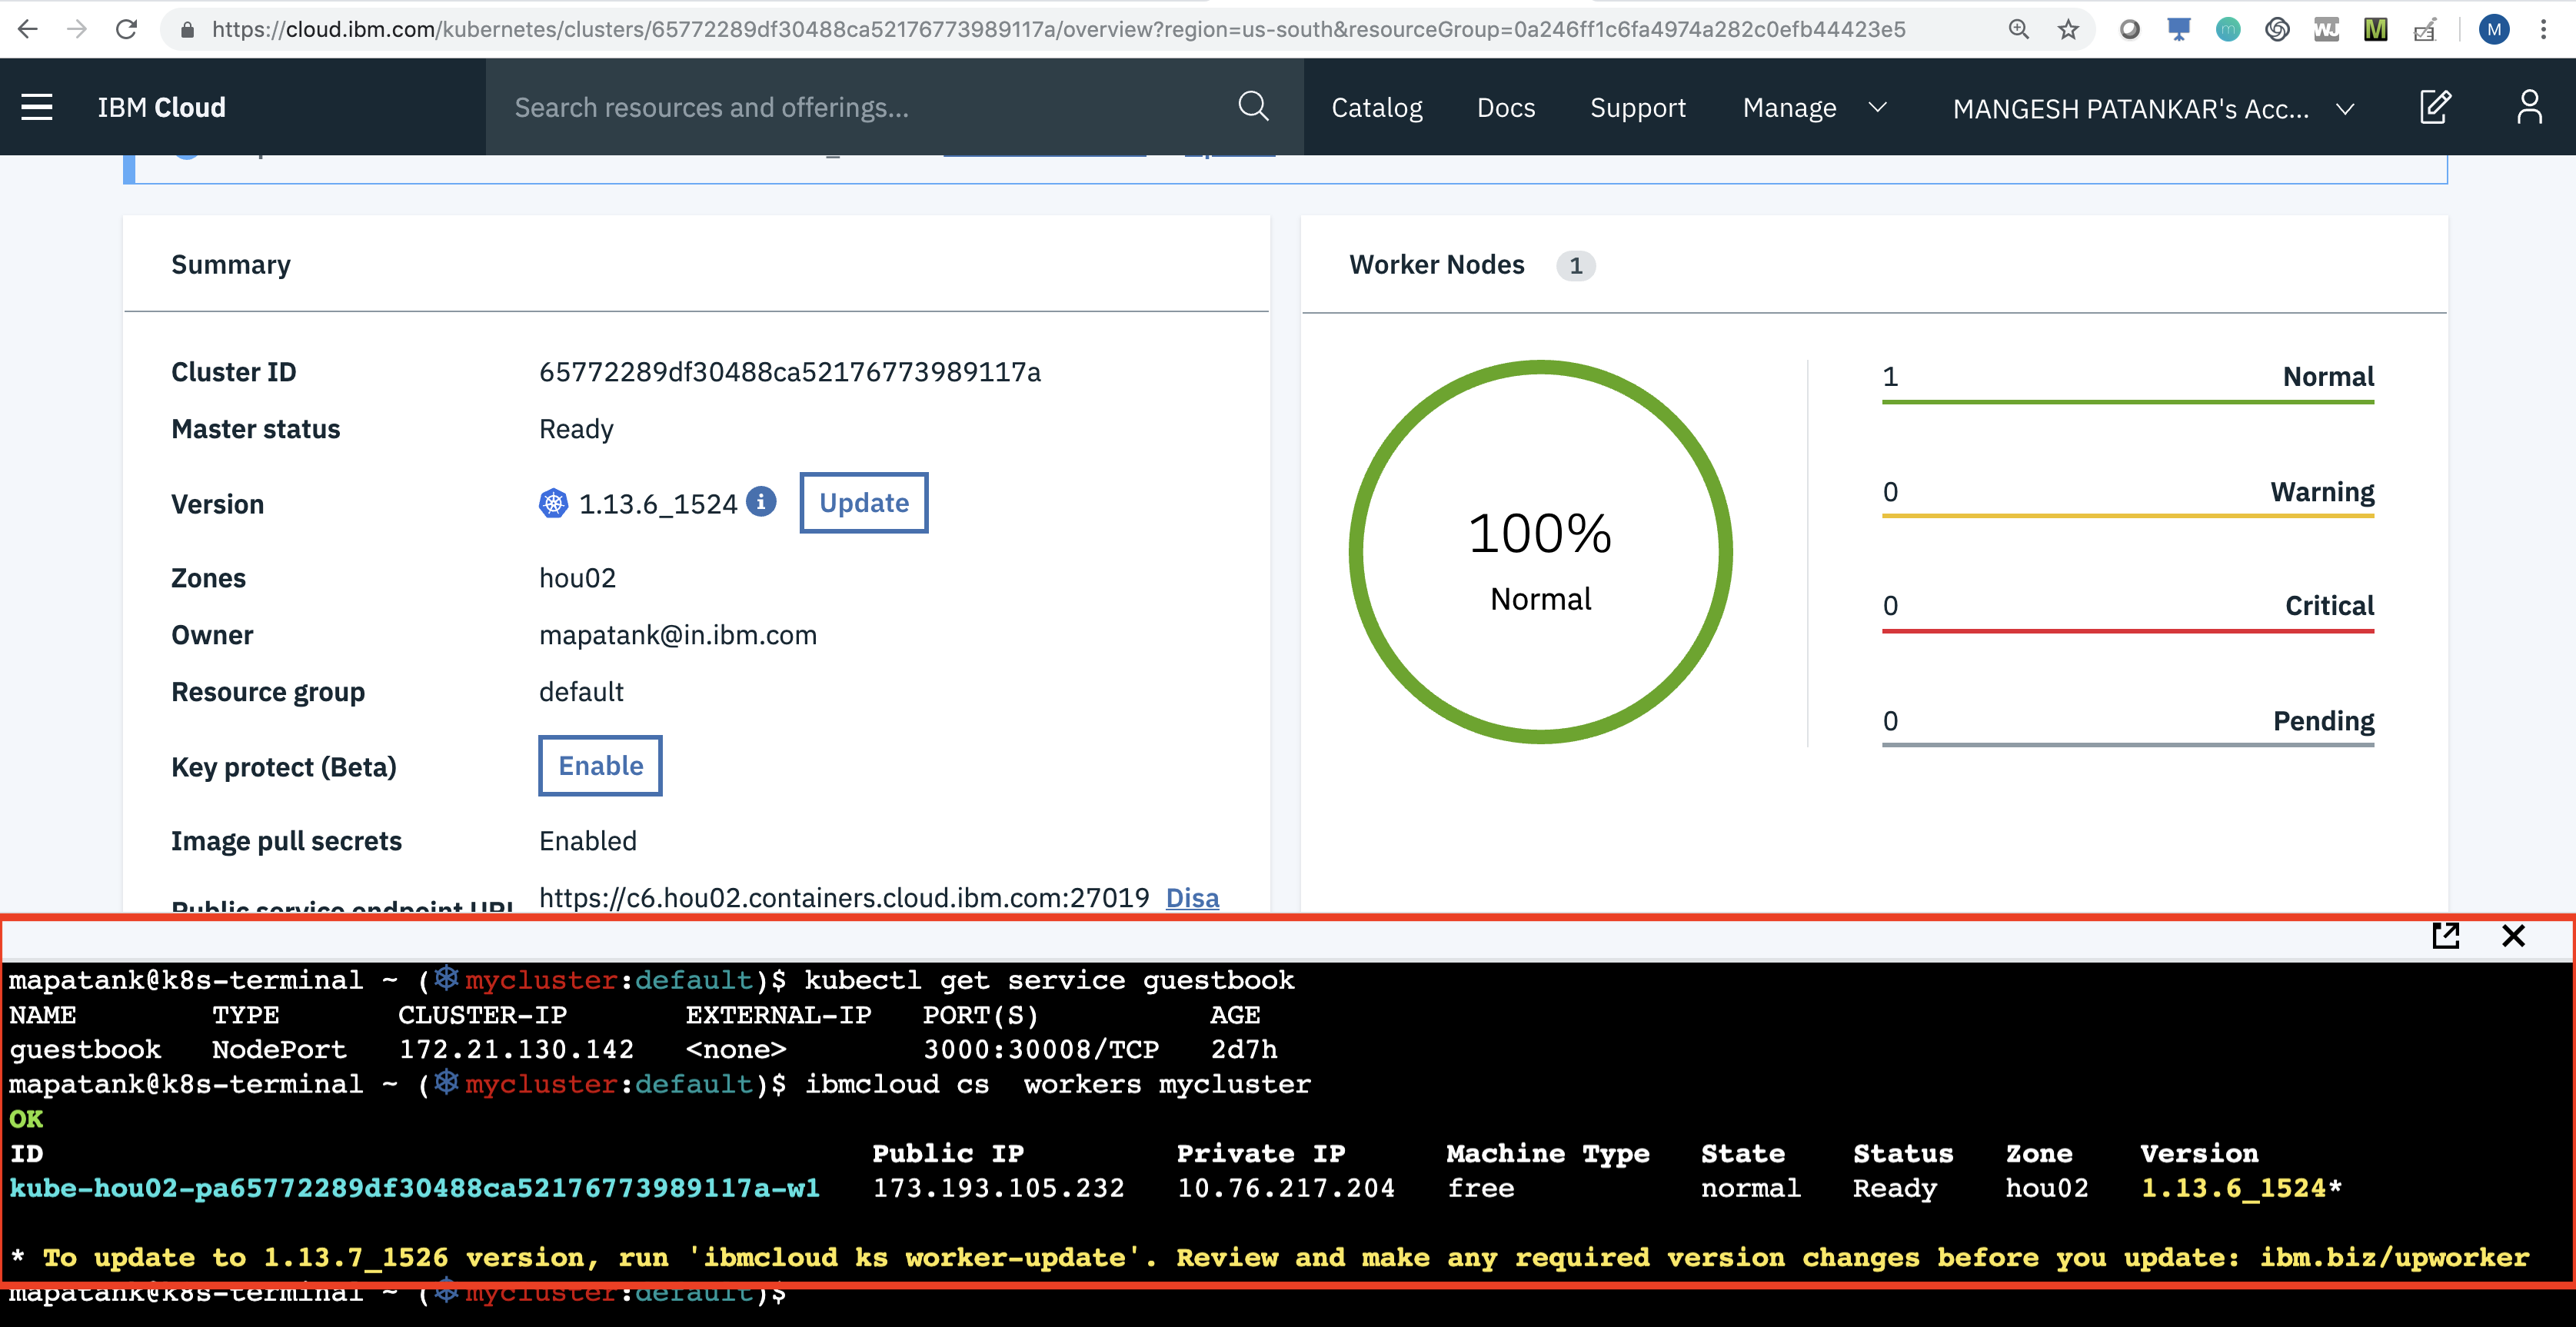 https://cloud.ibm.com/kubernetes/clusters/65772289df30488ca52176773989117a/overview?region=us-south&resourceGroup=0a246ff1c6fa4974a282c0efb44423e5
M
IBM Cloud
Search resources and offerings...
Catalog
Docs
Support
Manage
MANGESH PATANKAR's Acc...
Summary
Cluster ID 65772289df30488ca52176773989117a
Master status Ready
Version 1.13.6_1524 Update
Zones hou02
Owner mapatank@in.ibm.com
Resource group default
Key protect (Beta) Enable
Image pull secrets Enabled
Public service endpoint URL https://c6.hou02.containers.cloud.ibm.com:27019 Disa
Worker Nodes 1
100%
Normal
1 Normal
0 Warning
0 Critical
0 Pending
mapatank@k8s-terminal ~ (⎈ mycluster:default)$ kubectl get service guestbook
NAME TYPE CLUSTER-IP EXTERNAL-IP PORT(S) AGE
guestbook NodePort 172.21.130.142 <none> 3000:30008/TCP 2d7h
mapatank@k8s-terminal ~ (⎈ mycluster:default)$ ibmcloud cs  workers mycluster
OK
ID Public IP Private IP Machine Type State Status Zone Version
kube-hou02-pa65772289df30488ca52176773989117a-w1 173.193.105.232 10.76.217.204 free normal Ready hou02 1.13.6_1524*
* To update to 1.13.7_1526 version, run 'ibmcloud ks worker-update'. Review and make any required version changes before you update: ibm.biz/upworker
mapatank@k8s-terminal ~ (⎈ mycluster:default)$